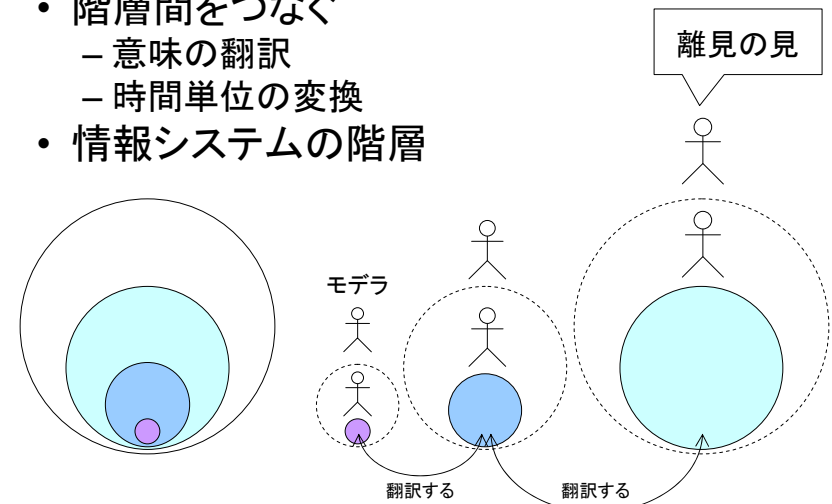 • 階層間をつなぐ
– 意味の翻訳
– 時間単位の変換
• 情報システムの階層
離見の見
モデラ
翻訳する
翻訳する